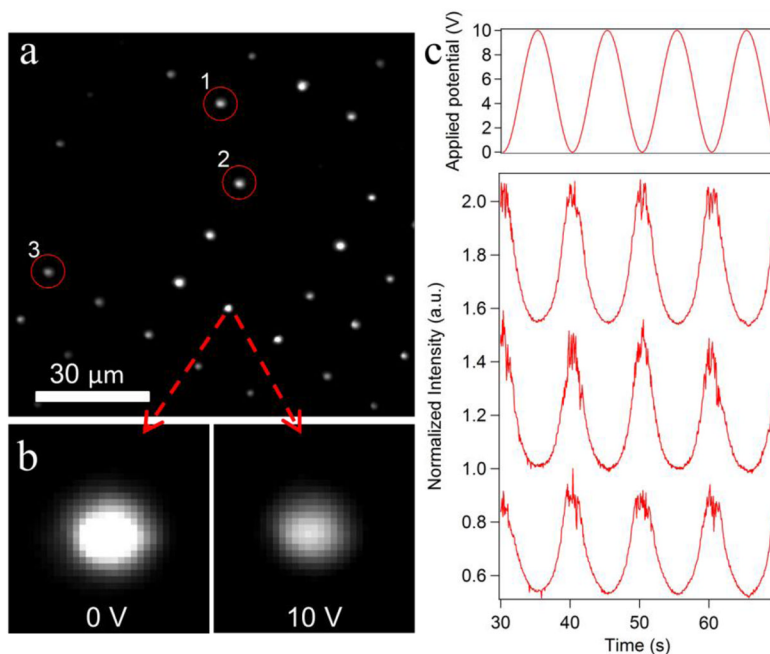 a
1
2
3
30 μm
b
0 V
10 V
c
Applied potential (V)
10
8
6
4
2
0
Normalized Intensity (a.u.)
2.0
1.8
1.6
1.4
1.2
1.0
0.8
0.6
30
40
50
60
Time (s)